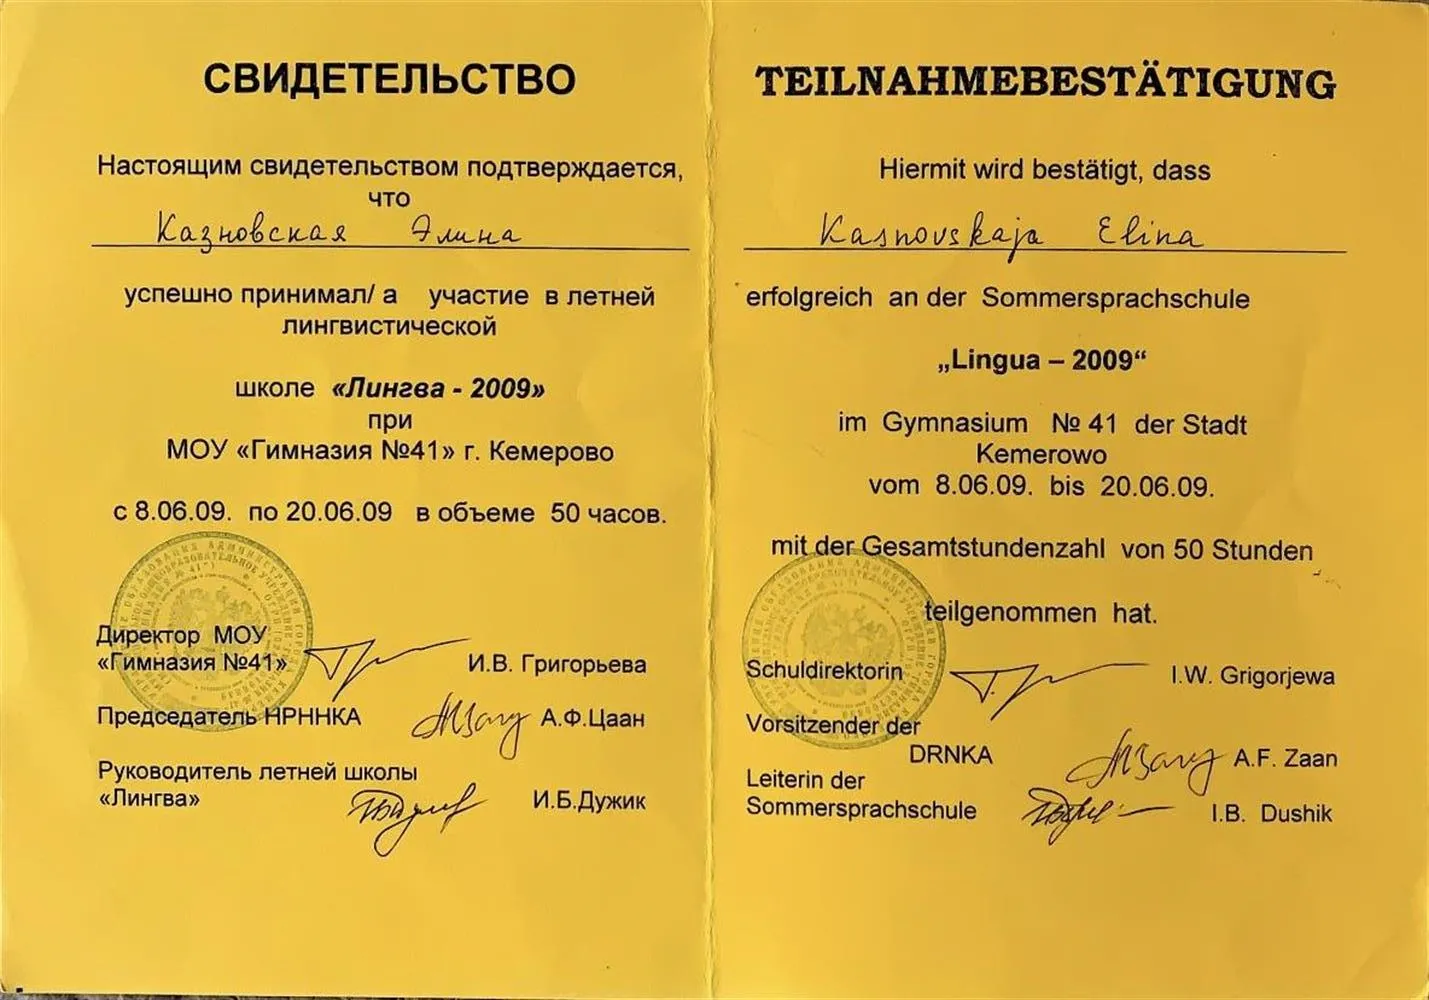 СВИДЕТЕЛЬСТВО
Настоящим свидетельством подтверждается,
что
Казновская Элина
успешно принимал/ а участие в летней
лингвистической
школе «Лингва - 2009»
при
МОУ «Гимназия №41» г. Кемерово
с 8.06.09. по 20.06.09 в объеме 50 часов.
Директор МОУ
«Гимназия №41» И.В. Григорьева
Председатель НРННКА А.Ф.Цаан
Руководитель летней школы
«Лингва» И.Б.Дужик
TEILNAHMEBESTÄTIGUNG
Hiermit wird bestätigt, dass
Kasnovskaja Elina
erfolgreich an der Sommersprachschule
„Lingua – 2009“
im Gymnasium № 41 der Stadt
Kemerowo
vom 8.06.09. bis 20.06.09.
mit der Gesamtstundenzahl von 50 Stunden
teilgenommen hat.
Schuldirektorin I.W. Grigorjewa
Vorsitzender der
DRNKA A.F. Zaan
Leiterin der
Sommersprachschule I.B. Dushik